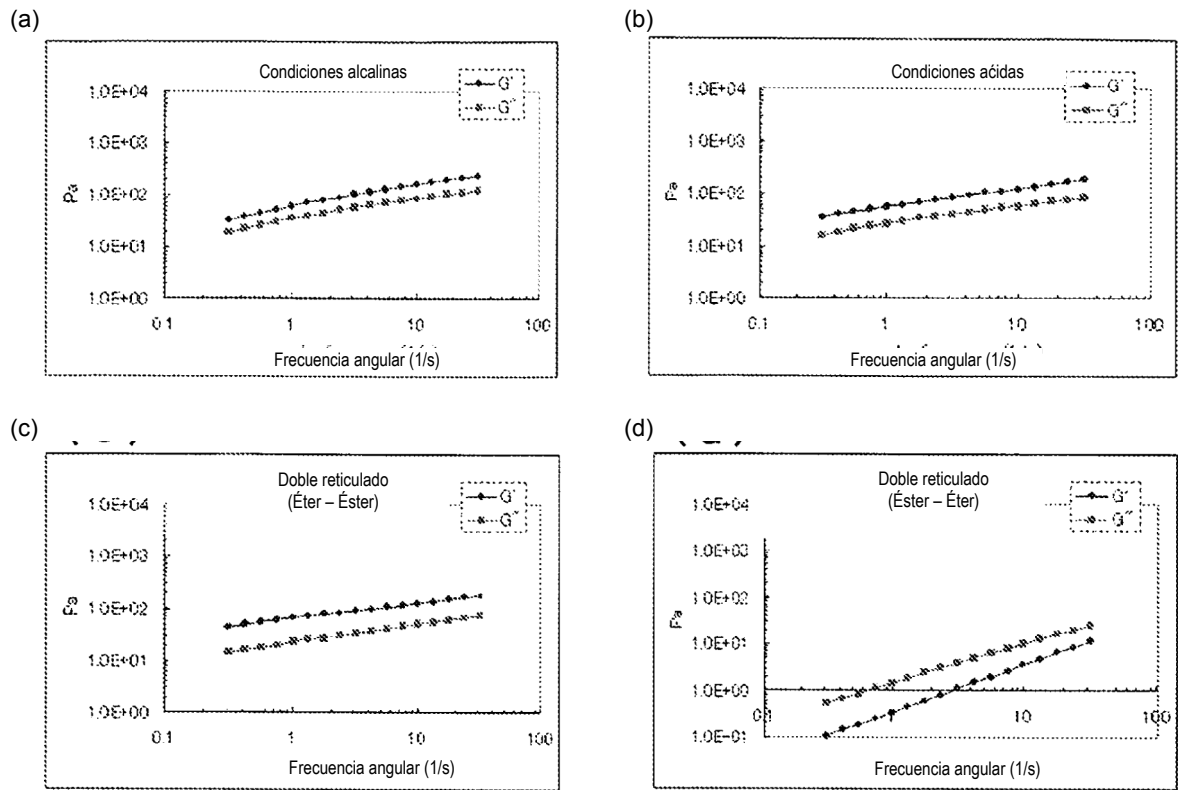 (a)
Condiciones alcalinas
G'
G"
1.0E+04
1.0E+03
1.0E+02
1.0E+01
1.0E+00
Pa
0.1
1
10
100
Frecuencia angular (1/s)
(b)
Condiciones aćidas
G'
G"
1.0E+04
1.0E+03
1.0E+02
1.0E+01
1.0E+00
Pa
0.1
1
10
100
Frecuencia angular (1/s)
(c)
Doble reticulado
(Éter – Éster)
G'
G"
1.0E+04
1.0E+03
1.0E+02
1.0E+01
1.0E+00
Pa
0.1
1
10
100
Frecuencia angular (1/s)
(d)
Doble reticulado
(Éster – Éter)
G'
G"
1.0E+04
1.0E+03
1.0E+02
1.0E+01
1.0E+00
1.0E-01
Pa
0.1
1
10
100
Frecuencia angular (1/s)